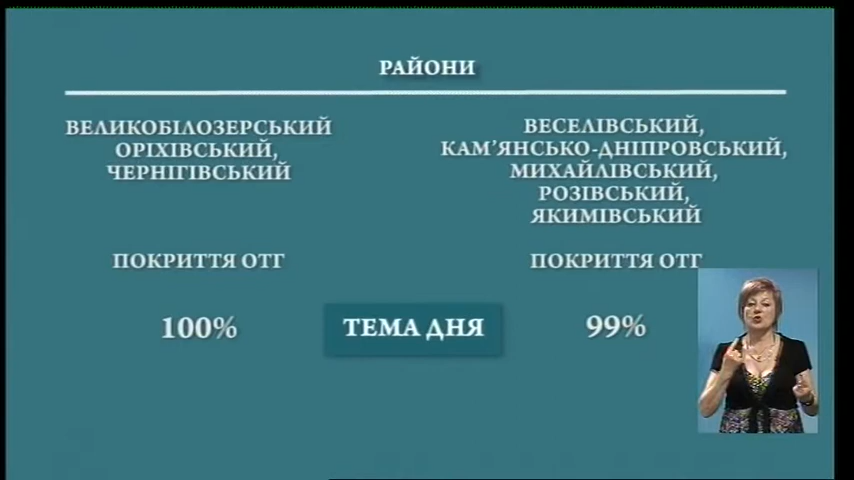 РАЙОНИ
ВЕЛИКОБІЛОЗЕРСЬКИЙ
ОРІХІВСЬКИЙ,
ЧЕРНІГІВСЬКИЙ
ПОКРИТТЯ ОТГ
100%
ВЕСЕЛІВСЬКИЙ,
КАМ’ЯНСЬКО-ДНІПРОВСЬКИЙ,
МИХАЙЛІВСЬКИЙ,
РОЗІВСЬКИЙ,
ЯКИМІВСЬКИЙ
ПОКРИТТЯ ОТГ
99%
ТЕМА ДНЯ